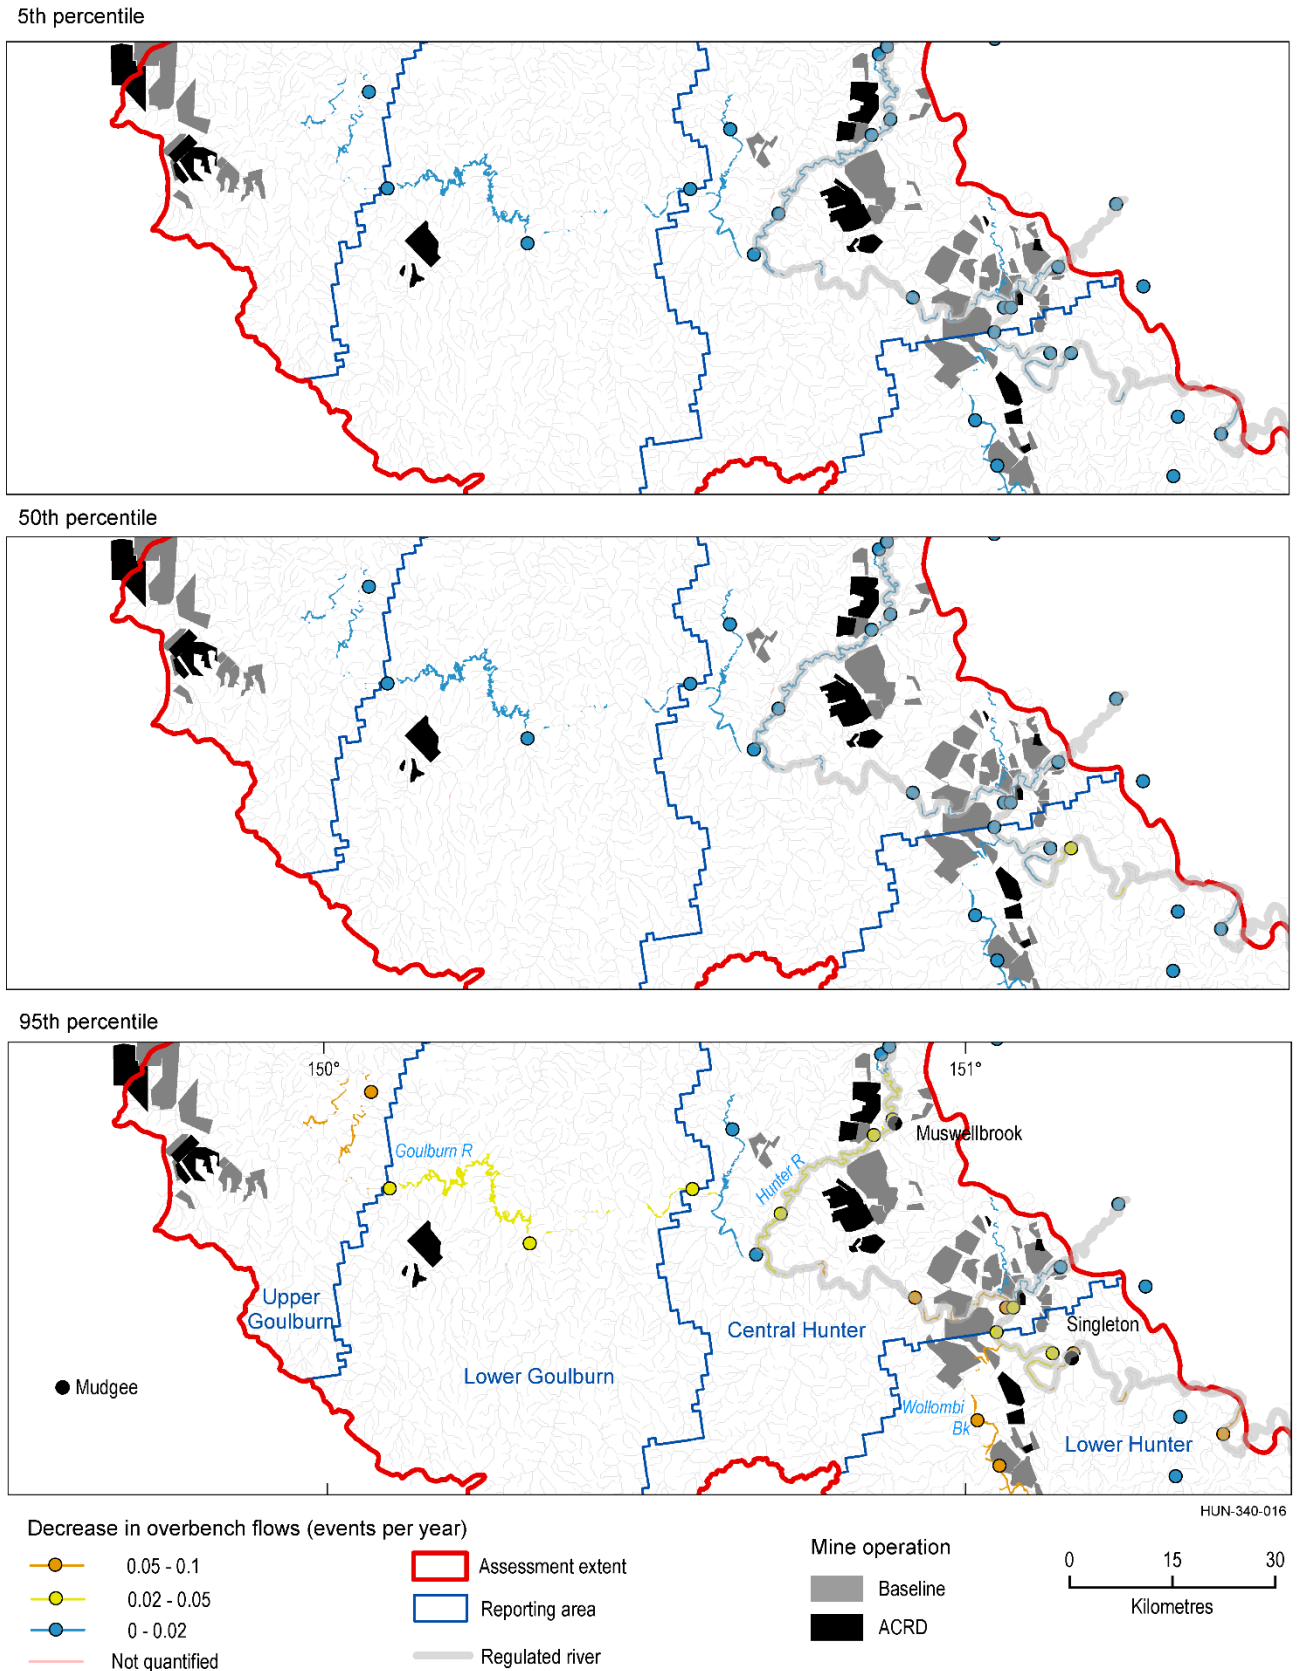 5th percentile
50th percentile
95th percentile
150°
151°
Muswellbrook
Goulburn R
Hunter R
Upper
Goulburn
Central Hunter
Singleton
Lower Goulburn
Mudgee
Wollombi
Bk
Lower Hunter
HUN-340-016
Decrease in overbench flows (events per year)
0.05 - 0.1
0.02 - 0.05
0 - 0.02
Not quantified
Assessment extent
Reporting area
Regulated river
Mine operation
Baseline
ACRD
0 15 30
Kilometres